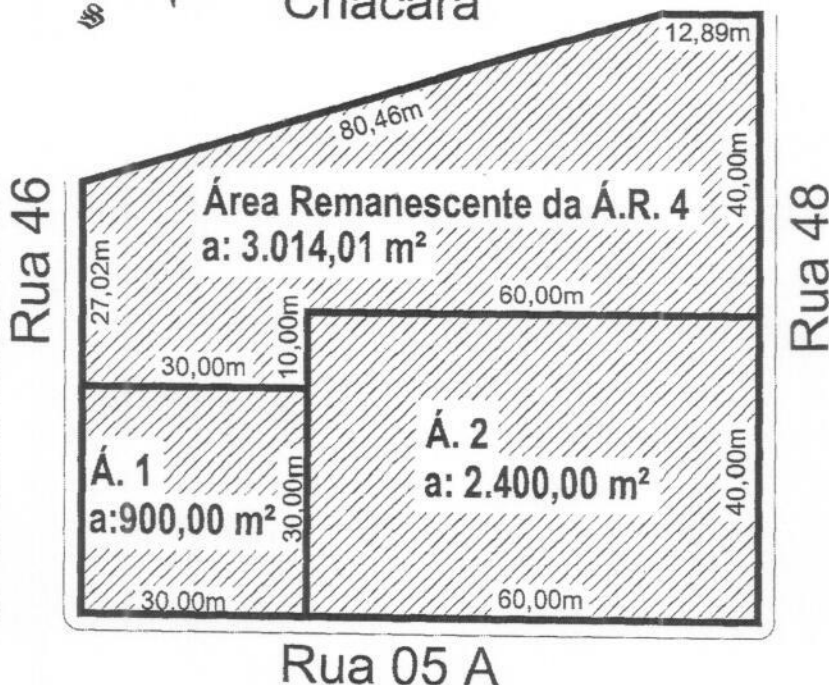 Chácara
12,89m
80,46m
Rua 46
Área Remanescente da Á.R. 4
a: 3.014,01 m²
40,00m
Rua 48
27,02m
60,00m
10,00m
30,00m
Á. 1
a:900,00 m²
30,00m
Á. 2
a: 2.400,00 m²
40,00m
30,00m
60,00m
Rua 05 A